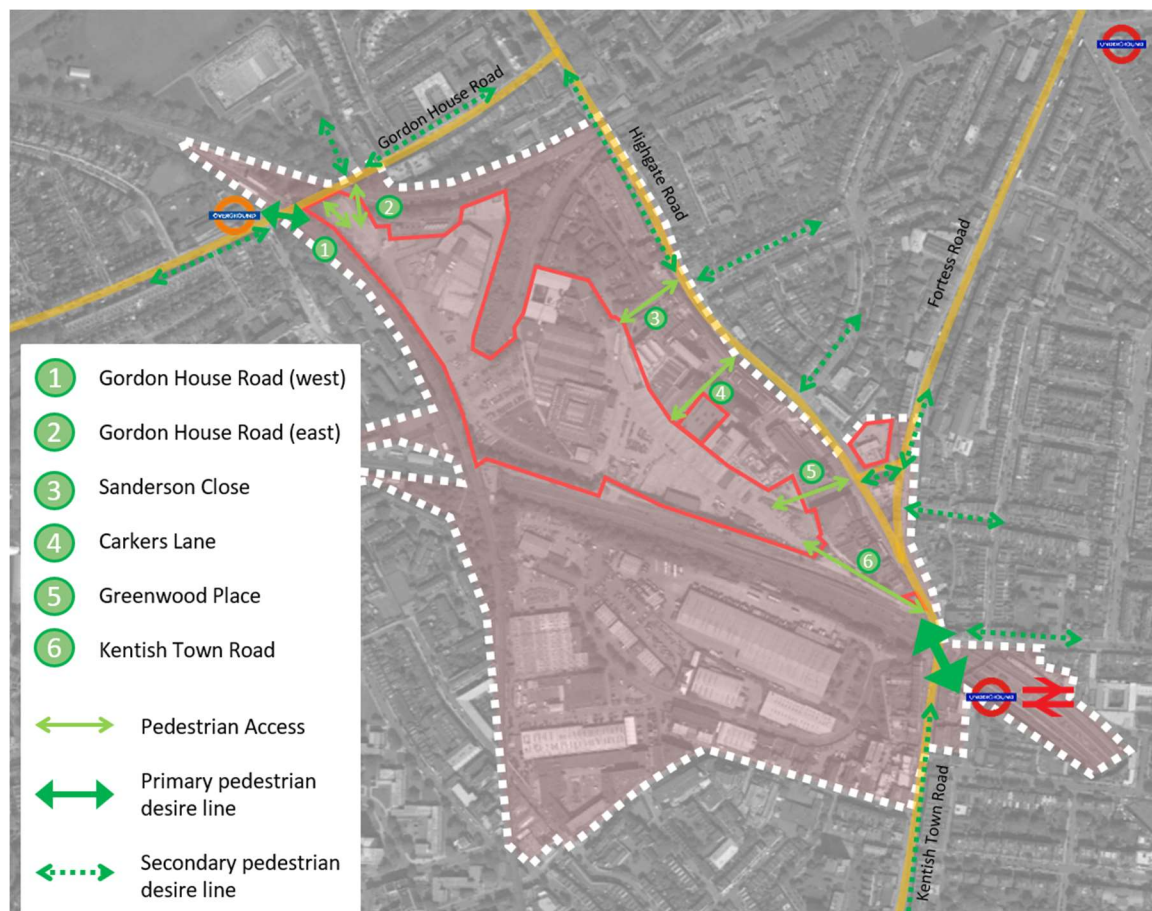 UNDERGROUND
Gordon House Road
Highgate Road
2
OVERGROUND
1
Fortess Road
3
4
5
6
1 Gordon House Road (west)
2 Gordon House Road (east)
3 Sanderson Close
4 Carkers Lane
5 Greenwood Place
6 Kentish Town Road
Pedestrian Access
Primary pedestrian
desire line
Secondary pedestrian
desire line
UNDERGROUND
Kentish Town Road